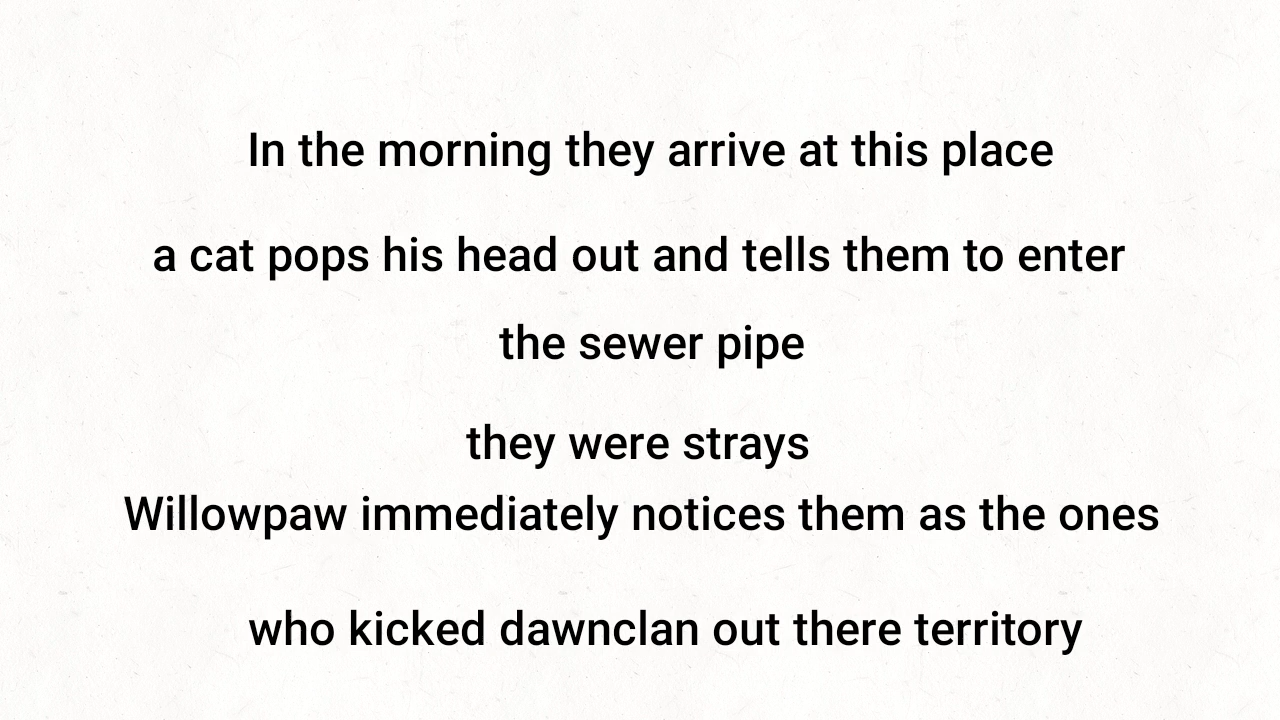 In the morning they arrive at this place
a cat pops his head out and tells them to enter
the sewer pipe
they were strays
Willowpaw immediately notices them as the ones
who kicked dawnclan out there territory